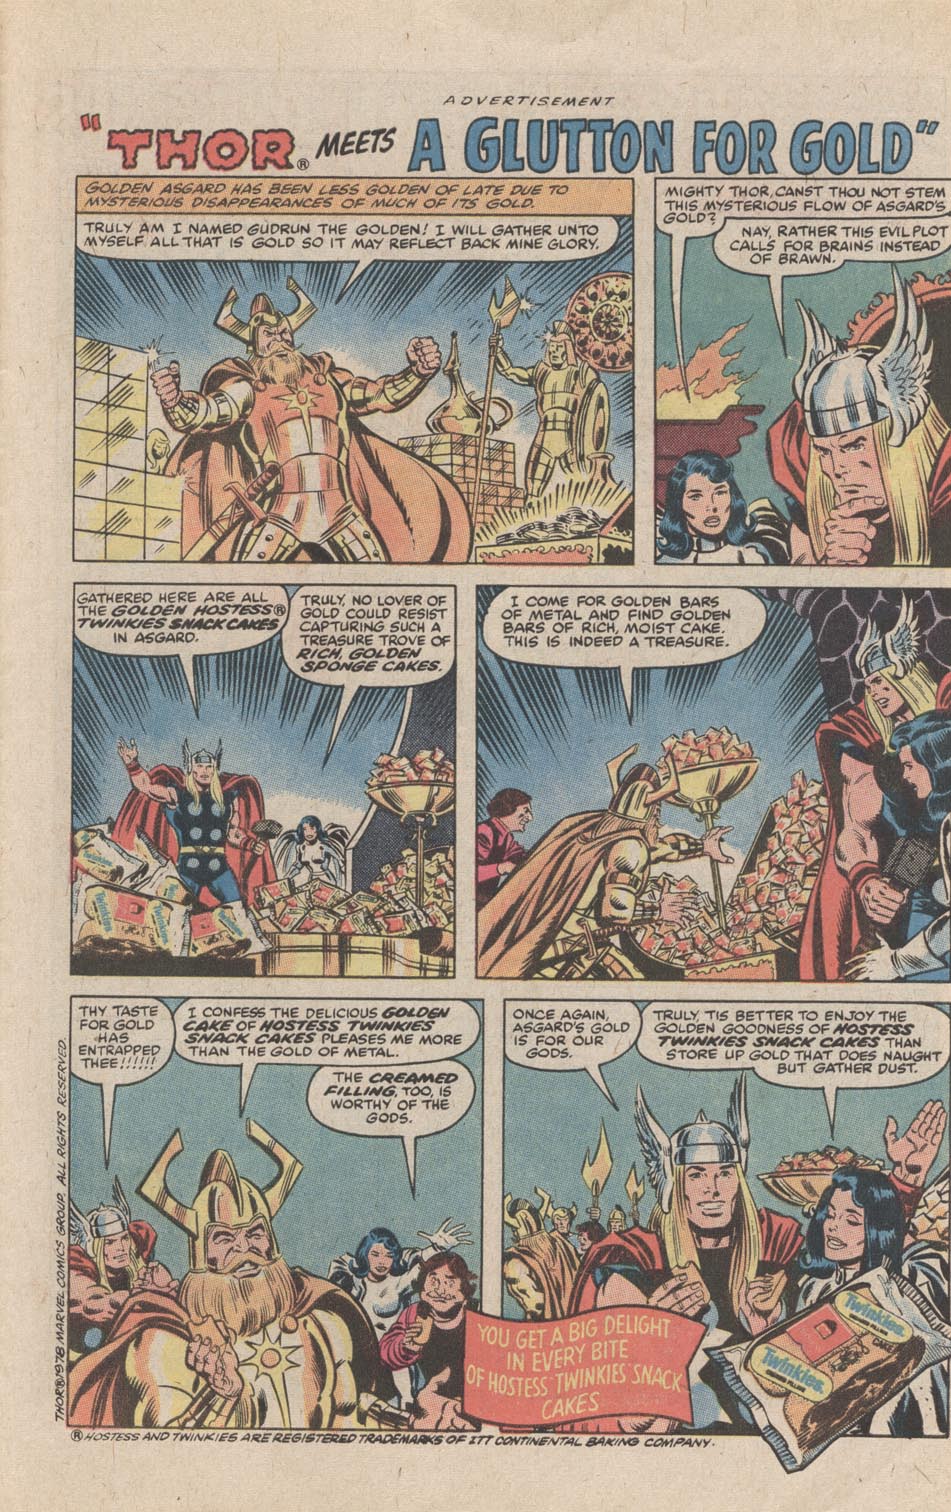 ADVERTISEMENT
"THOR® MEETS A GLUTTON FOR GOLD"
GOLDEN ASGARD HAS BEEN LESS GOLDEN OF LATE DUE TO
MYSTERIOUS DISAPPEARANCES OF MUCH OF ITS GOLD.
TRULY AM I NAMED GUDRUN THE GOLDEN! I WILL GATHER UNTO
MYSELF ALL THAT IS GOLD SO IT MAY REFLECT BACK MINE GLORY.
MIGHTY THOR, CANST THOU NOT STEM
THIS MYSTERIOUS FLOW OF ASGARD'S
GOLD?
NAY, RATHER THIS EVIL PLOT
CALLS FOR BRAINS INSTEAD
OF BRAWN.
GATHERED HERE ARE ALL
THE GOLDEN HOSTESS®
TWINKIES SNACK CAKES
IN ASGARD.
TRULY, NO LOVER OF
GOLD COULD RESIST
CAPTURING SUCH A
TREASURE TROVE OF
RICH, GOLDEN
SPONGE CAKES.
Twinkies
Twinkies
Twinkies
I COME FOR GOLDEN BARS
OF METAL AND FIND GOLDEN
BARS OF RICH, MOIST CAKE.
THIS IS INDEED A TREASURE.
THY TASTE
FOR GOLD
HAS
ENTRAPPED
THEE!!!!!!
I CONFESS THE DELICIOUS GOLDEN
CAKE OF HOSTESS TWINKIES
SNACK CAKES PLEASES ME MORE
THAN THE GOLD OF METAL.
THE CREAMED
FILLING, TOO, IS
WORTHY OF THE
GODS.
ONCE AGAIN,
ASGARD'S GOLD
IS FOR OUR
GODS.
TRULY, 'TIS BETTER TO ENJOY THE
GOLDEN GOODNESS OF HOSTESS
TWINKIES SNACK CAKES THAN
STORE UP GOLD THAT DOES NAUGHT
BUT GATHER DUST.
YOU GET A BIG DELIGHT
IN EVERY BITE
OF HOSTESS TWINKIES SNACK
CAKES
Twinkies
Twinkies
THOR®1978 MARVEL COMICS GROUP. ALL RIGHTS RESERVED.
® HOSTESS AND TWINKIES ARE REGISTERED TRADEMARKS OF ITT CONTINENTAL BAKING COMPANY.